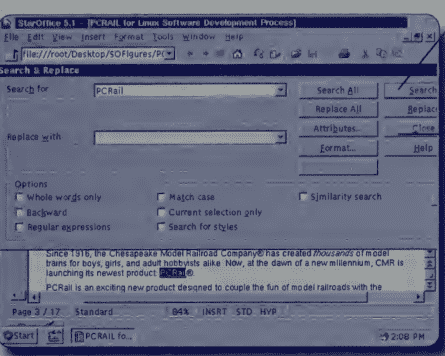 StarOffice 5.1 - [PCRAIL for Linux Software Development Process]
File Edit View Insert Format Tools Window Help
file:///root/Desktop/SOFigures/PC
Search & Replace
Search for PCRail Search All Search
Replace All Replace
Replace with Attributes... Close
Format... Help
Options
Whole words only Match case Similarity search
Backward Current selection only
Regular expressions Search for styles
Since 1916, the Chesapeake Model Railroad Company® has created thousands of model
trains for boys, girls, and adult hobbyists alike. Now, at the dawn of a new millennium, CMR is
launching its newest product: PCRail®
PCRail is an exciting new product designed to couple the fun of model railroads with the
Page 3 / 17 Standard 84% INSRT STD HYP
Start PCRAIL fo... 2:08 PM